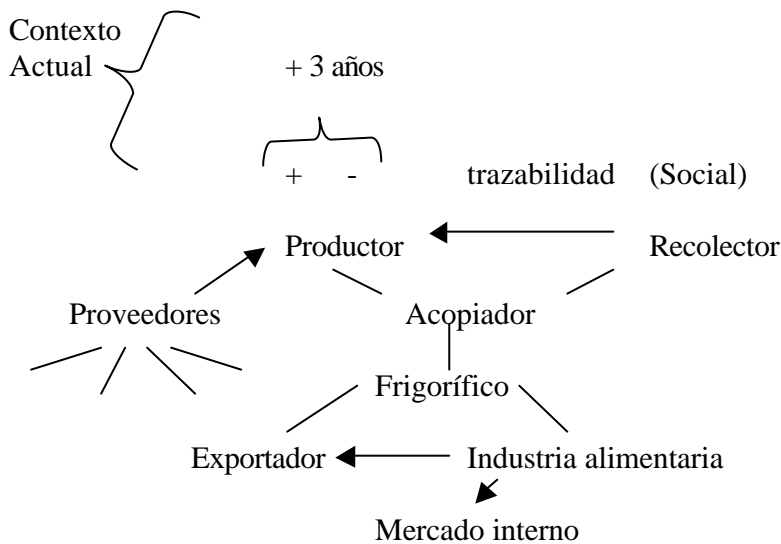 Contexto
Actual
+ 3 años
+ - trazabilidad (Social)
Productor Recolector
Proveedores Acopiador
Frigorífico
Exportador Industria alimentaria
Mercado interno